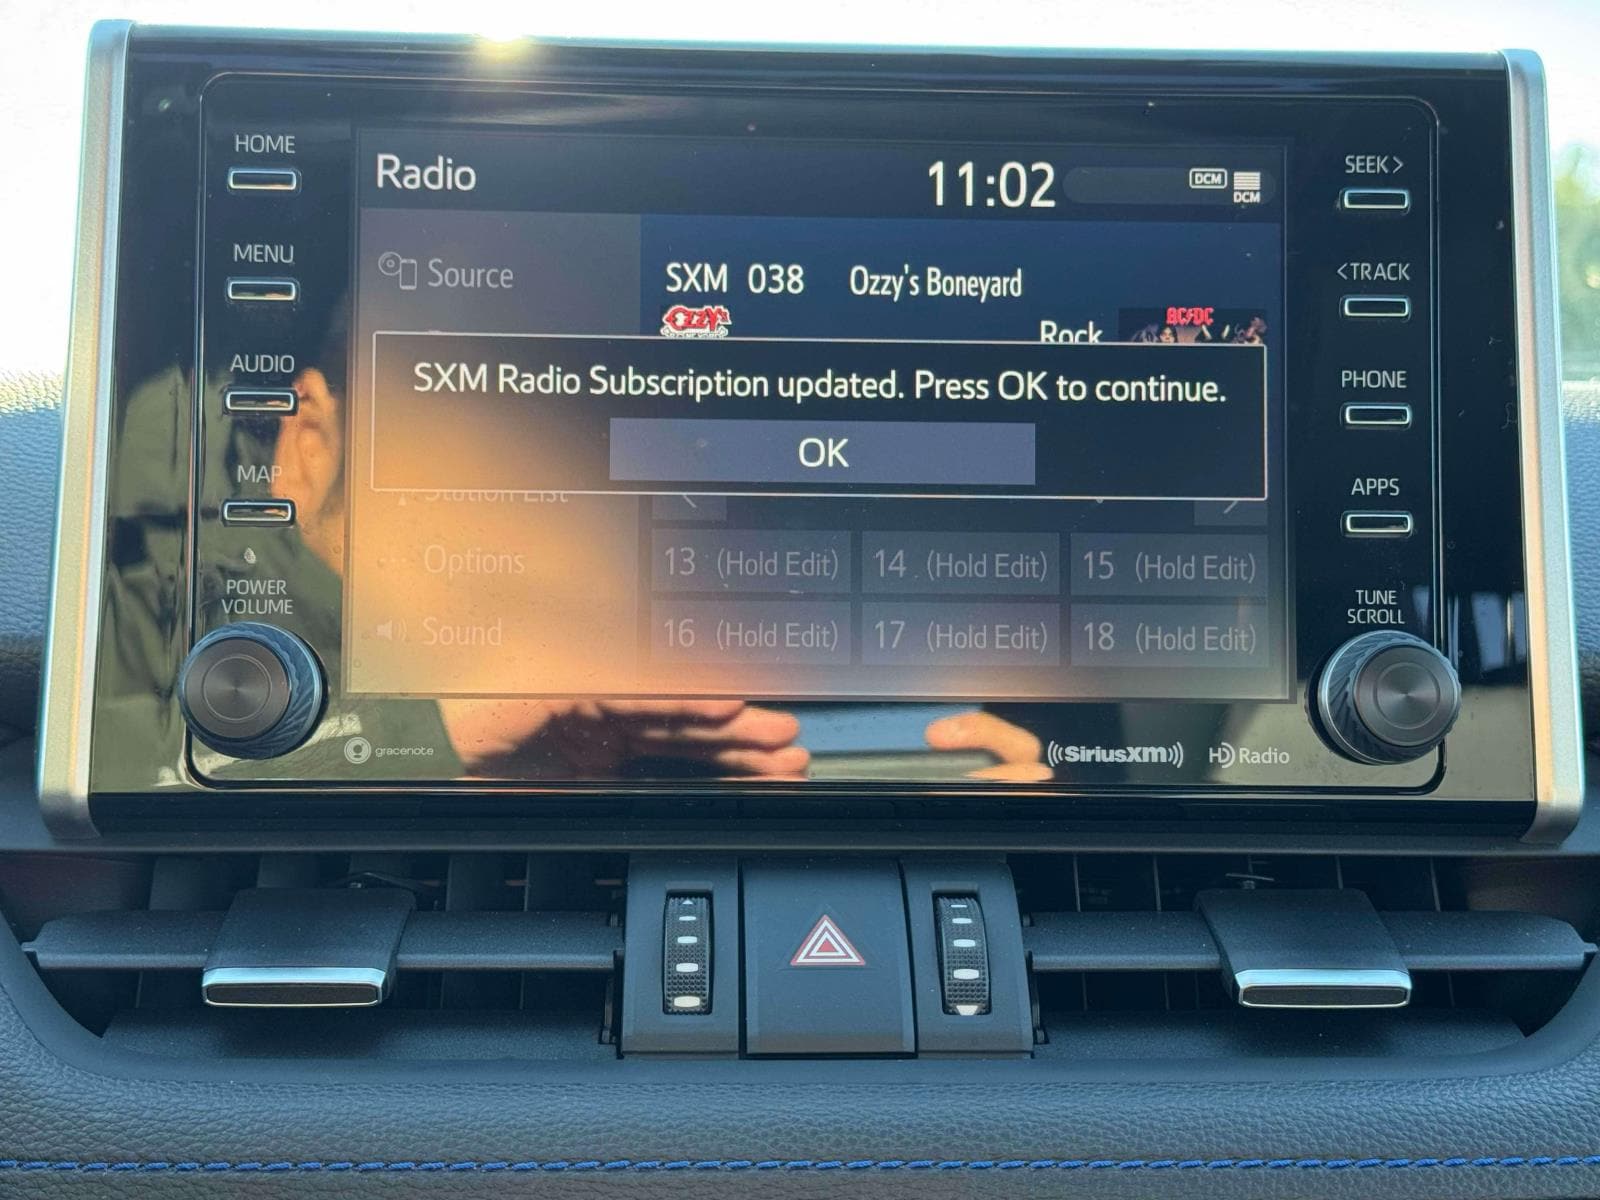 HOME
MENU
AUDIO
MAP
POWER
VOLUME
Radio
11:02
DCM
DCM
Source
SXM 038 Ozzy's Boneyard
OZZY's
Rock
AC/DC
SXM Radio Subscription updated. Press OK to continue.
OK
Station List
Options
Sound
13 (Hold Edit)
14 (Hold Edit)
15 (Hold Edit)
16 (Hold Edit)
17 (Hold Edit)
18 (Hold Edit)
SEEK >
< TRACK
PHONE
APPS
TUNE
SCROLL
gracenote
((SiriusXM))
HD Radio